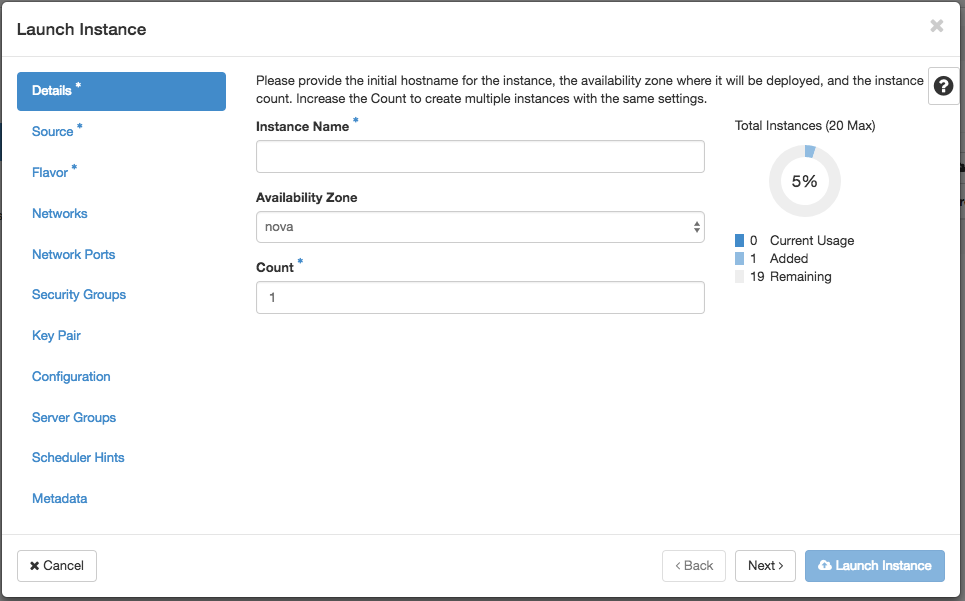 Launch Instance
×
Details *
Source *
Flavor *
Networks
Network Ports
Security Groups
Key Pair
Configuration
Server Groups
Scheduler Hints
Metadata
Please provide the initial hostname for the instance, the availability zone where it will be deployed, and the instance
count. Increase the Count to create multiple instances with the same settings.
?
Instance Name *
Availability Zone
nova
Count *
1
Total Instances (20 Max)
5%
0 Current Usage
1 Added
19 Remaining
✖ Cancel
‹ Back
Next ›
Launch Instance